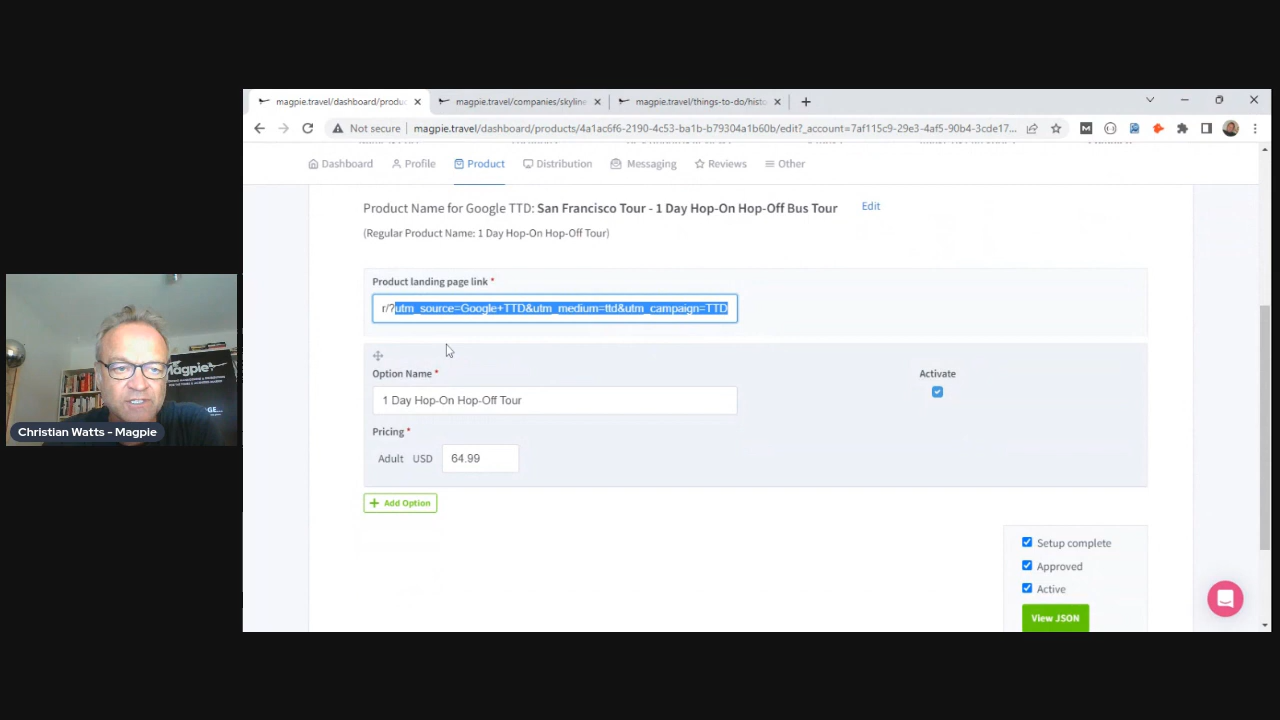 magpie.travel/dashboard/produc
magpie.travel/companies/skyline
magpie.travel/things-to-do/histo
Not secure magpie.travel/dashboard/products/4a1ac6f6-2190-4c53-ba1b-b79304a1b60b/edit?_account=7af115c9-29e3-4af5-90b4-3cde17...
Dashboard Profile Product Distribution Messaging Reviews Other
Product Name for Google TTD: San Francisco Tour - 1 Day Hop-On Hop-Off Bus Tour Edit
(Regular Product Name: 1 Day Hop-On Hop-Off Tour)
Product landing page link *
r/?utm_source=Google+TTD&utm_medium=ttd&utm_campaign=TTD
Option Name * Activate
1 Day Hop-On Hop-Off Tour
Pricing *
Adult USD 64.99
+ Add Option
Setup complete
Approved
Active
View JSON
Magpie
Christian Watts - Magpie